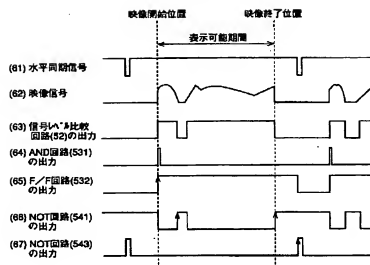 映像開始位置 映像終了位置
表示可能期間
(61) 水平同期信号
(62) 映像信号
(63) 信号レベル比較
回路(52)の出力
(64) AND回路(531)
の出力
(65) F/F回路(532)
の出力
(66) NOT回路(541)
の出力
(67) NOT回路(543)
の出力